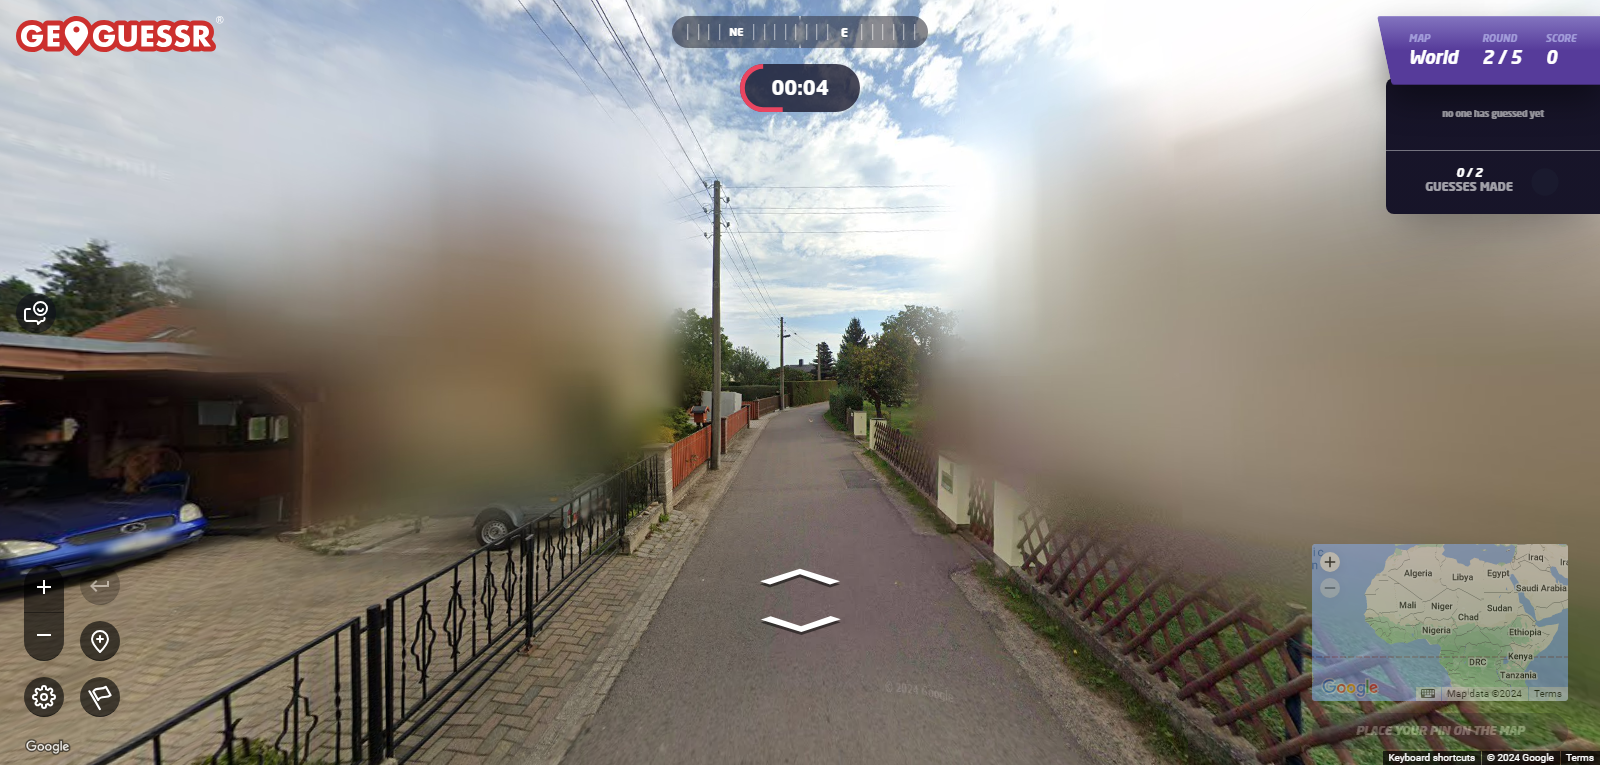 GEOGUESSR®
NE E
00:04
MAP ROUND SCORE
World 2 / 5 0
no one has guessed yet
0 / 2
GUESSES MADE
© 2024 Google
Algeria Libya Egypt Iraq
Saudi Arabia
Mali Niger Chad Sudan
Nigeria Ethiopia
DRC Kenya
Tanzania
Google Map data ©2024 Terms
PLACE YOUR PIN ON THE MAP
Google
Keyboard shortcuts © 2024 Google Terms